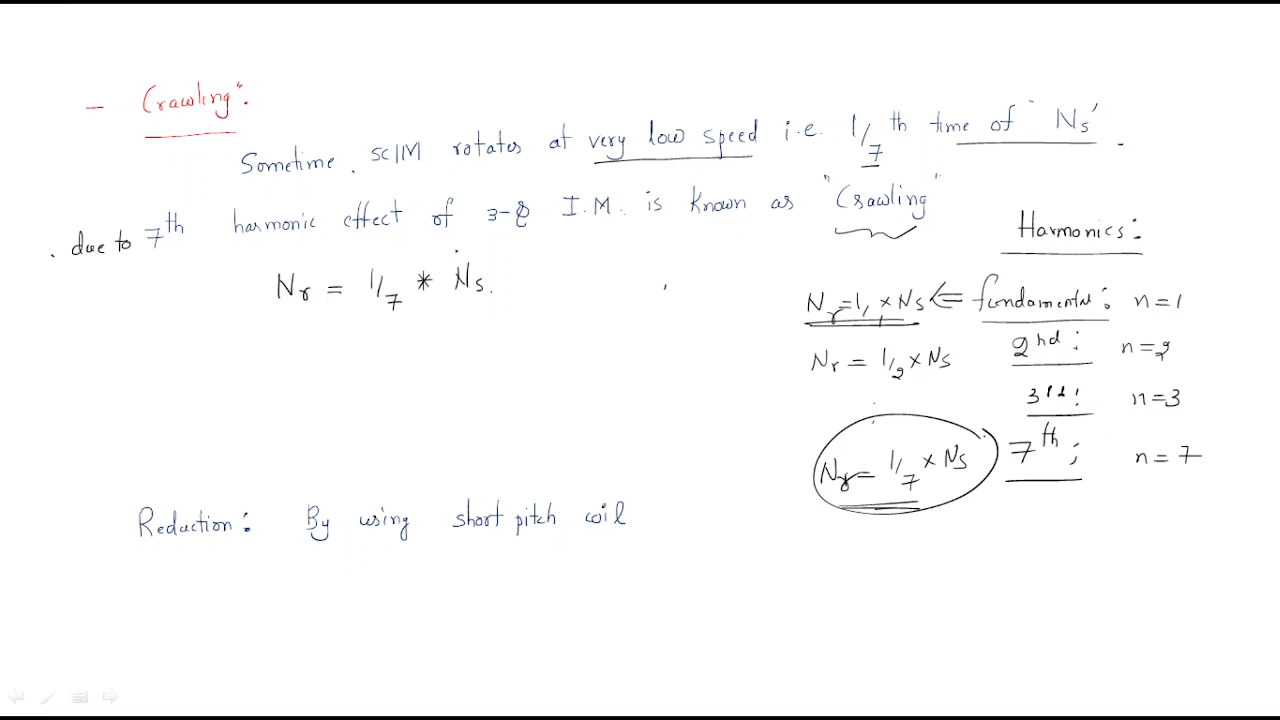 - Crawling".
Sometime . SCIM rotates at very low speed i.e. 1/7 th time of 'Ns' .
. due to 7th harmonic effect of 3-φ I.M. is known as "Crawling"
Nr = 1/7 * Ns.
Harmonics:
Nr=1/1 × Ns <= fundamental: n=1
Nr = 1/2 × Ns 2nd: n=2
3rd: n=3
Nr= 1/7 × Ns 7th; n=7
Reduction: By using short pitch coil